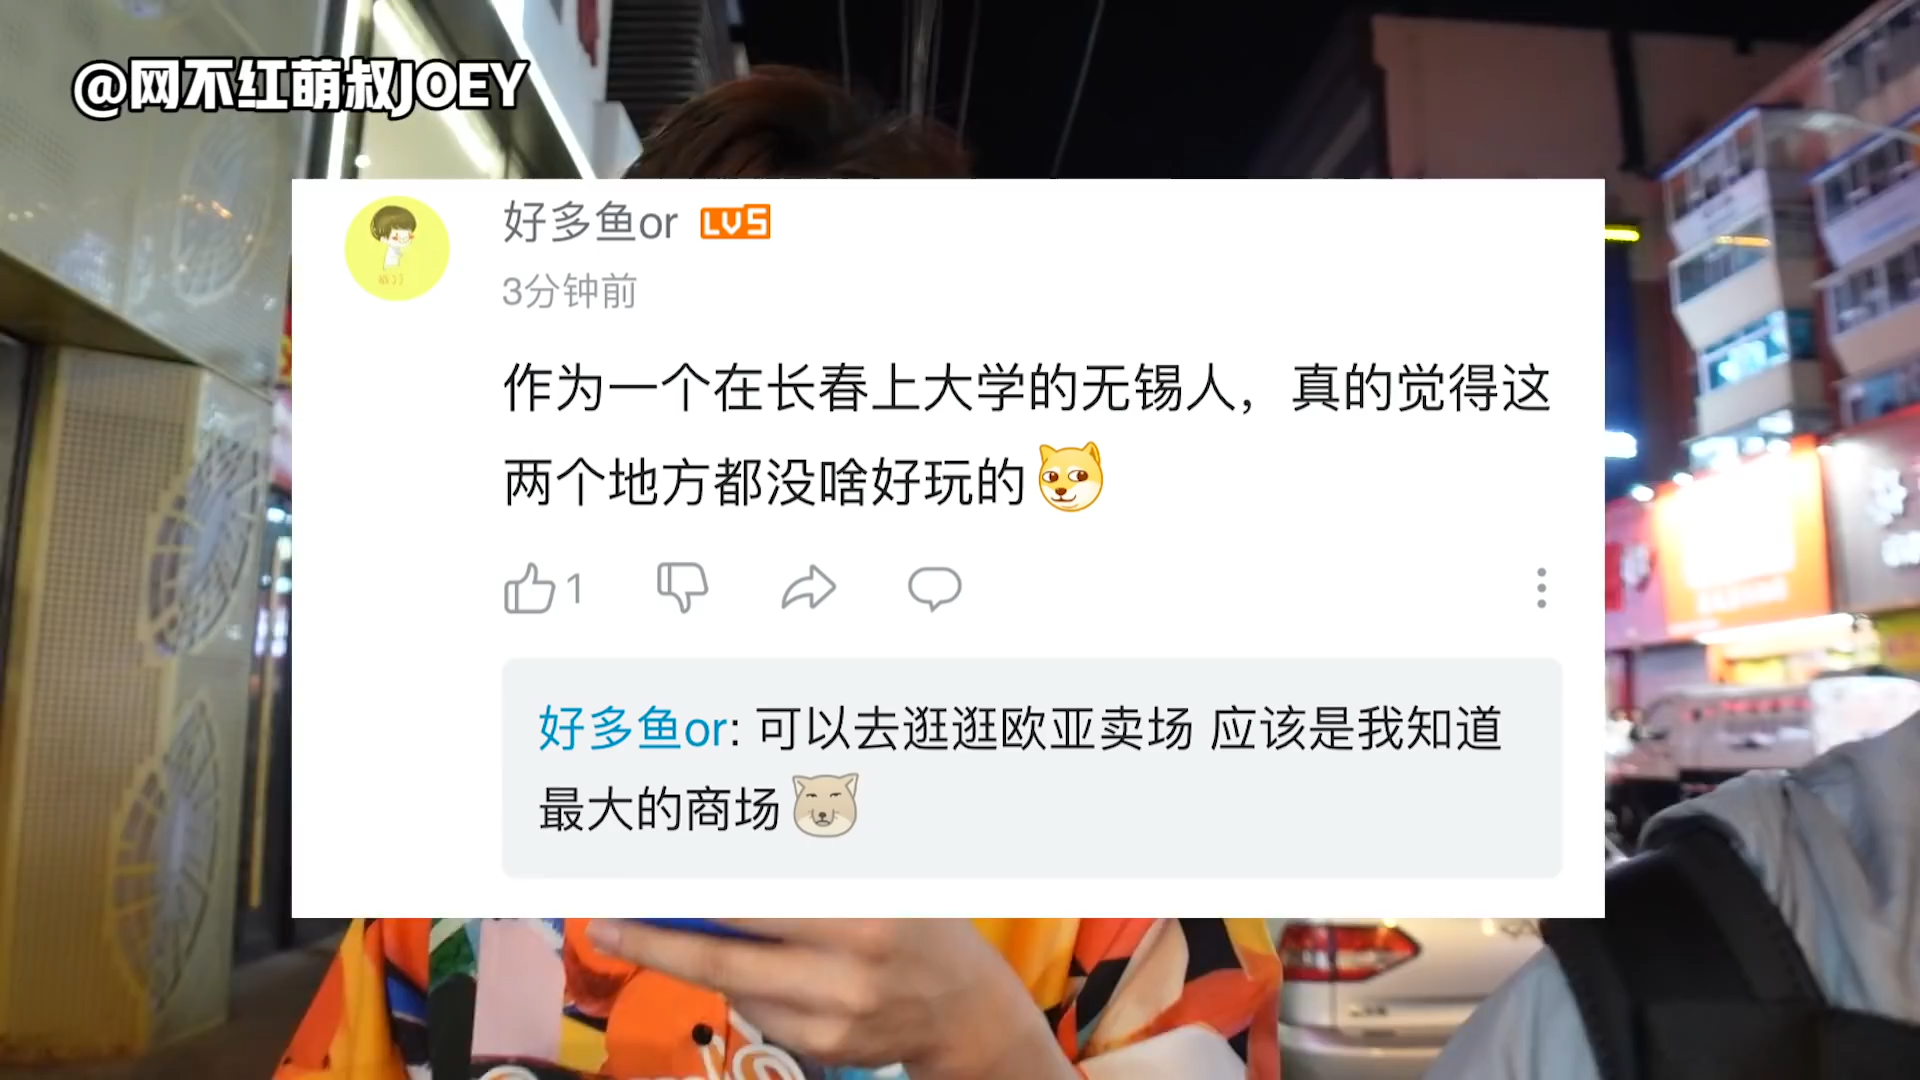 @网不红萌叔JOEY
好多鱼or LV5
3分钟前
作为一个在长春上大学的无锡人，真的觉得这
两个地方都没啥好玩的
1
好多鱼or: 可以去逛逛欧亚卖场 应该是我知道
最大的商场